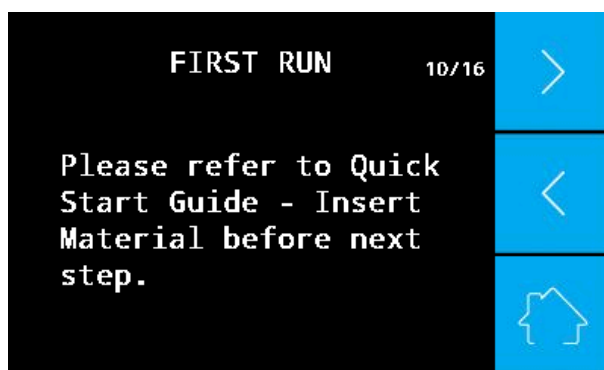 FIRST RUN
10/16
Please refer to Quick
Start Guide - Insert
Material before next
step.